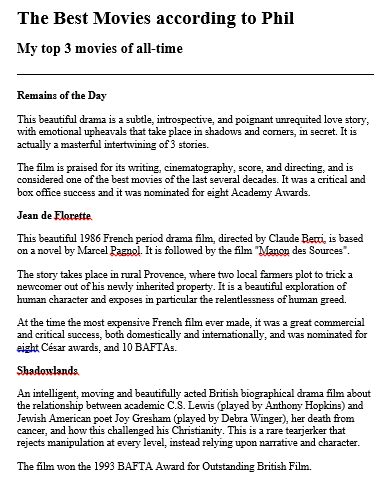 The Best Movies according to Phil
My top 3 movies of all-time
Remains of the Day
This beautiful drama is a subtle, introspective, and poignant unrequited love story,
with emotional upheavals that take place in shadows and corners, in secret. It is
actually a masterful intertwining of 3 stories.
The film is praised for its writing, cinematography, score, and directing, and is
considered one of the best movies of the last several decades. It was a critical and
box office success and it was nominated for eight Academy Awards.
Jean de Florette
This beautiful 1986 French period drama film, directed by Claude Berri, is based
on a novel by Marcel Pagnol. It is followed by the film "Manon des Sources".
The story takes place in rural Provence, where two local farmers plot to trick a
newcomer out of his newly inherited property. It is a beautiful exploration of
human character and exposes in particular the relentlessness of human greed.
At the time the most expensive French film ever made, it was a great commercial
and critical success, both domestically and internationally, and was nominated for
eight César awards, and 10 BAFTAs.
Shadowlands
An intelligent, moving and beautifully acted British biographical drama film about
the relationship between academic C.S. Lewis (played by Anthony Hopkins) and
Jewish American poet Joy Gresham (played by Debra Winger), her death from
cancer, and how this challenged his Christianity. This is a rare tearjerker that
rejects manipulation at every level, instead relying upon narrative and character.
The film won the 1993 BAFTA Award for Outstanding British Film.